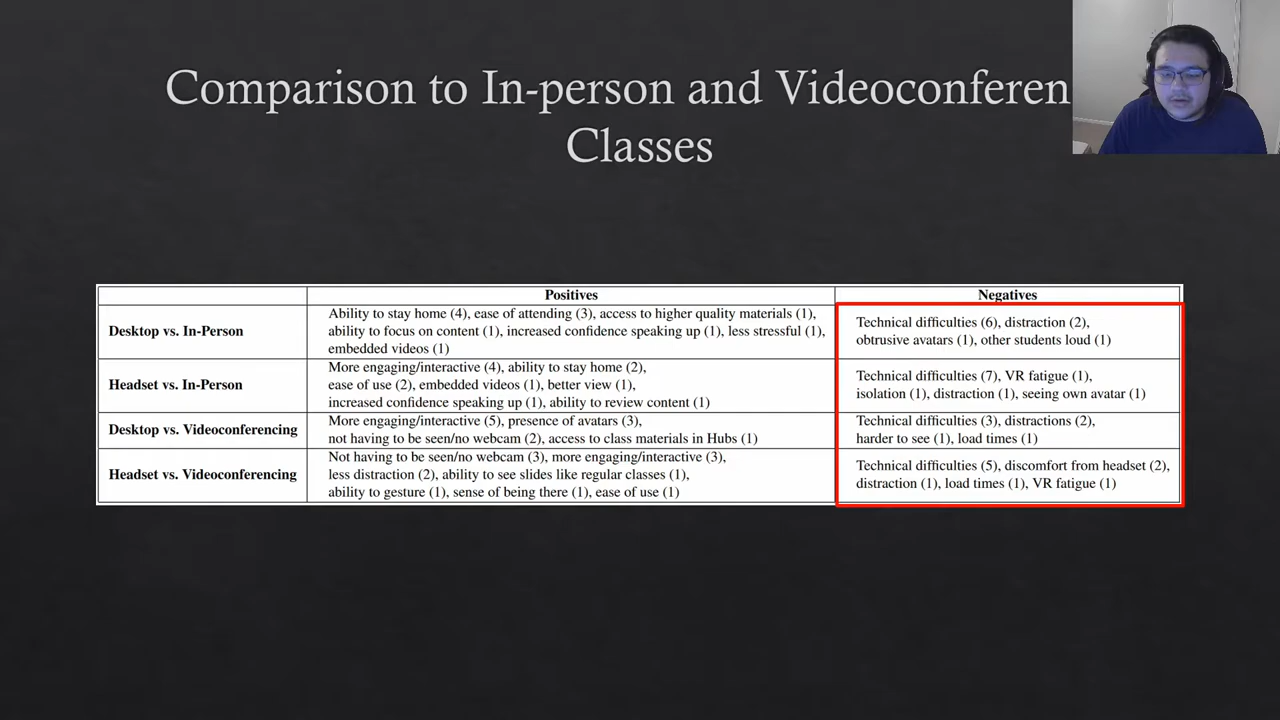 Comparison to In-person and Videoconferen
Classes
Positives
Negatives
Desktop vs. In-Person
Ability to stay home (4), ease of attending (3), access to higher quality materials (1),
ability to focus on content (1), increased confidence speaking up (1), less stressful (1),
embedded videos (1)
Technical difficulties (6), distraction (2),
obtrusive avatars (1), other students loud (1)
Headset vs. In-Person
More engaging/interactive (4), ability to stay home (2),
ease of use (2), embedded videos (1), better view (1),
increased confidence speaking up (1), ability to review content (1)
Technical difficulties (7), VR fatigue (1),
isolation (1), distraction (1), seeing own avatar (1)
Desktop vs. Videoconferencing
More engaging/interactive (5), presence of avatars (3),
not having to be seen/no webcam (2), access to class materials in Hubs (1)
Technical difficulties (3), distractions (2),
harder to see (1), load times (1)
Headset vs. Videoconferencing
Not having to be seen/no webcam (3), more engaging/interactive (3),
less distraction (2), ability to see slides like regular classes (1),
ability to gesture (1), sense of being there (1), ease of use (1)
Technical difficulties (5), discomfort from headset (2),
distraction (1), load times (1), VR fatigue (1)